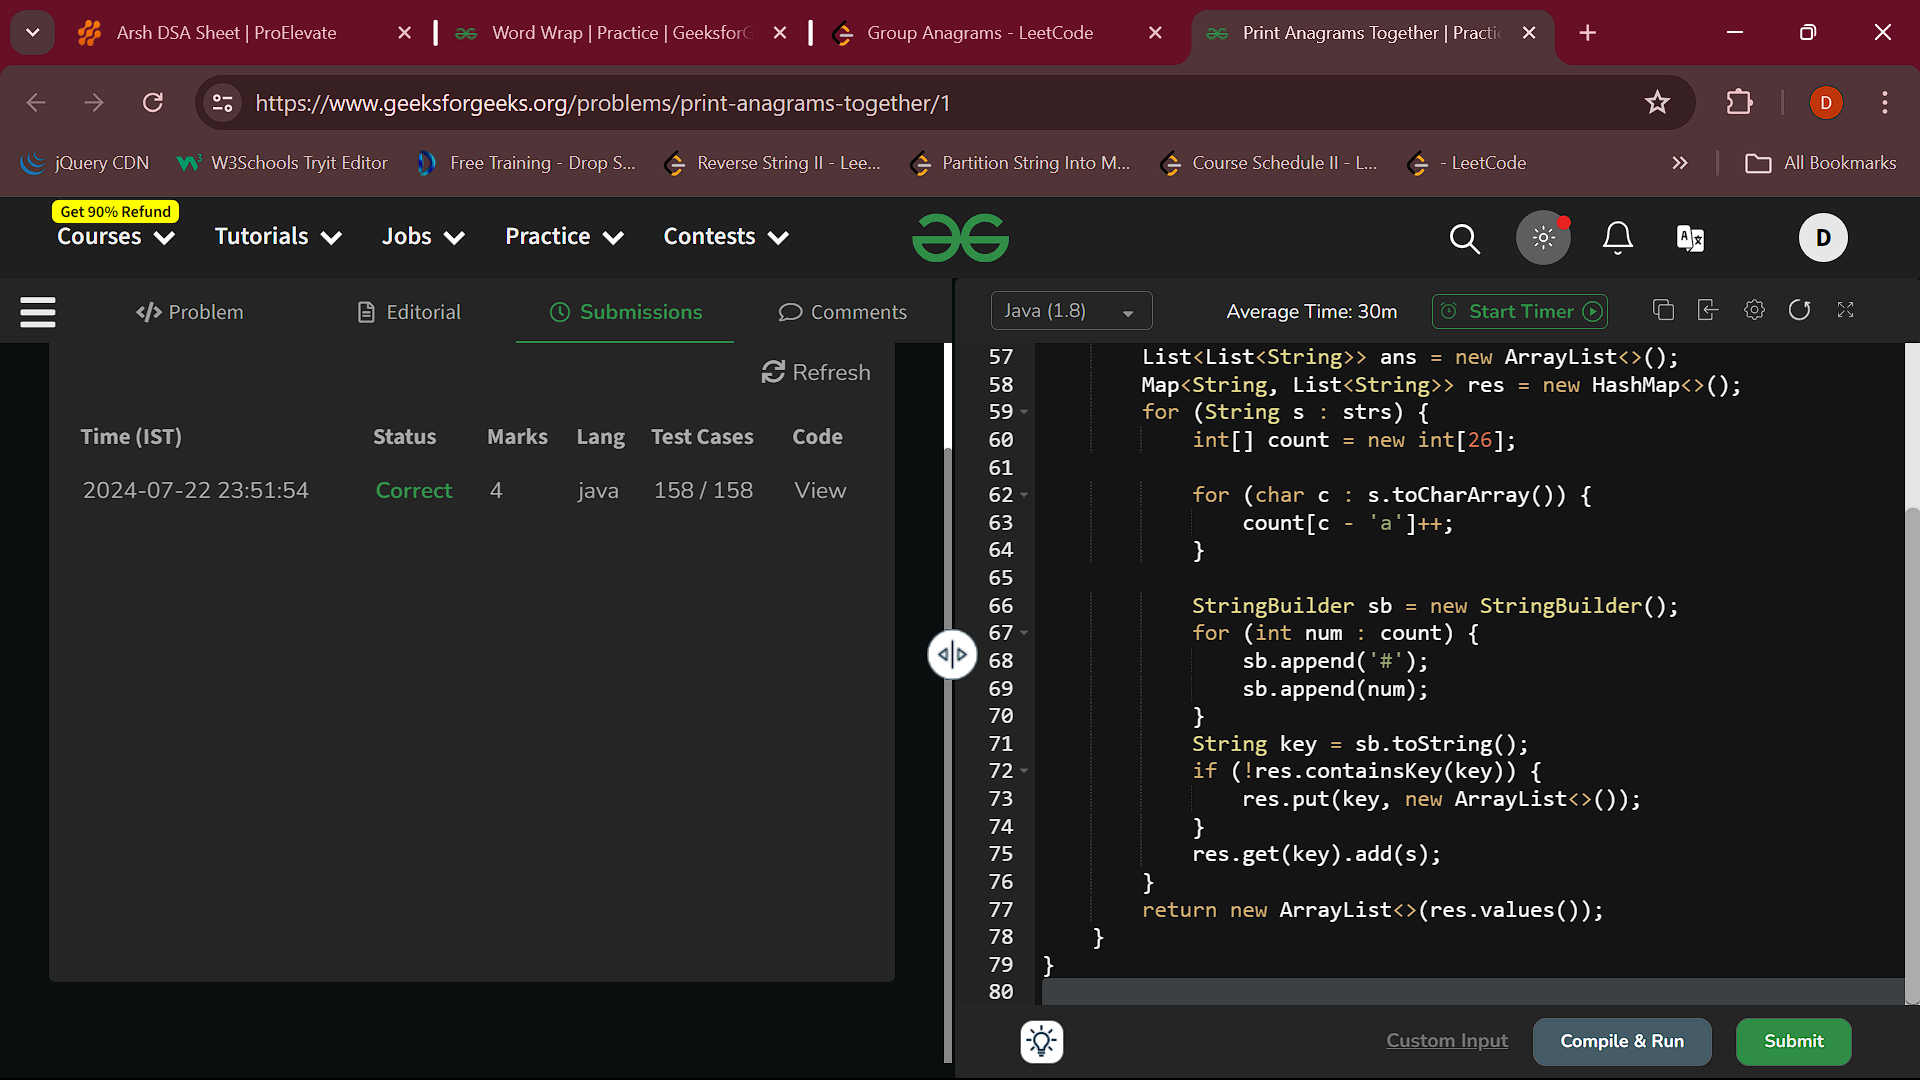 Arsh DSA Sheet | ProElevate
Word Wrap | Practice | GeeksforG
Group Anagrams - LeetCode
Print Anagrams Together | Practic
https://www.geeksforgeeks.org/problems/print-anagrams-together/1
D
jQuery CDN
W3Schools Tryit Editor
Free Training - Drop S...
Reverse String II - Lee...
Partition String Into M...
Course Schedule II - L...
- LeetCode
All Bookmarks
Get 90% Refund
Courses
Tutorials
Jobs
Practice
Contests
D
Problem
Editorial
Submissions
Comments
Refresh
Time (IST) Status Marks Lang Test Cases Code
2024-07-22 23:51:54 Correct 4 java 158 / 158 View
Java (1.8)
Average Time: 30m
Start Timer
57 List<List<String>> ans = new ArrayList<>();
58 Map<String, List<String>> res = new HashMap<>();
59 for (String s : strs) {
60 int[] count = new int[26];
61
62 for (char c : s.toCharArray()) {
63 count[c - 'a']++;
64 }
65
66 StringBuilder sb = new StringBuilder();
67 for (int num : count) {
68 sb.append('#');
69 sb.append(num);
70 }
71 String key = sb.toString();
72 if (!res.containsKey(key)) {
73 res.put(key, new ArrayList<>());
74 }
75 res.get(key).add(s);
76 }
77 return new ArrayList<>(res.values());
78 }
79 }
80
Custom Input
Compile & Run
Submit